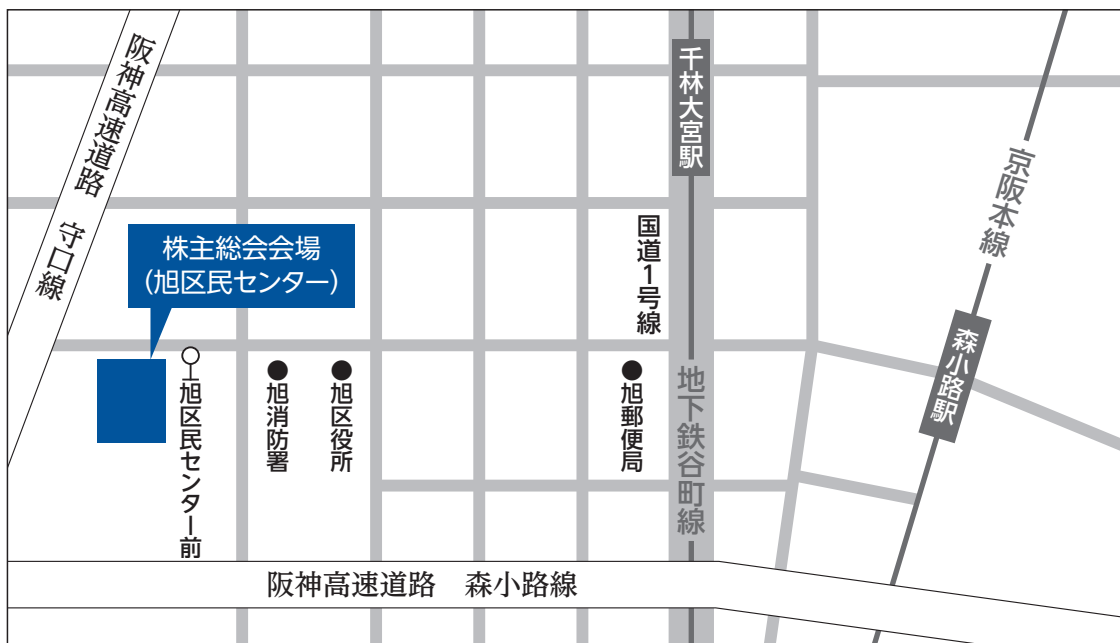 阪神高速道路　守口線
千林大宮駅
京阪本線
国道1号線
株主総会会場
(旭区民センター)
森小路駅
旭区民センター前
旭消防署
旭区役所
旭郵便局
地下鉄谷町線
阪神高速道路　森小路線